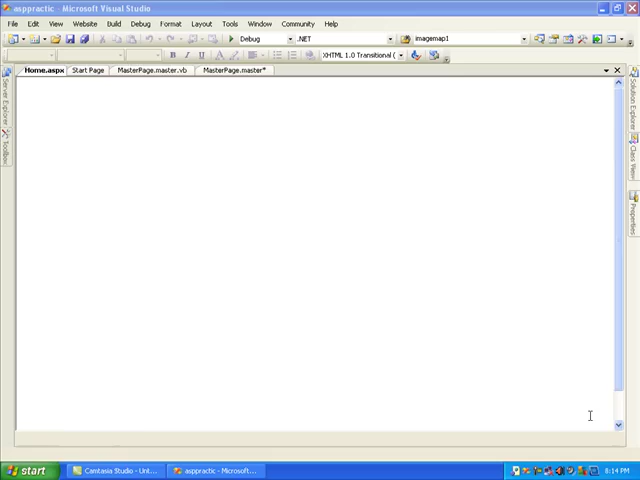 asppractic - Microsoft Visual Studio
File Edit View Website Build Debug Format Layout Tools Window Community Help
Debug .NET imagemap1
B I U A XHTML 1.0 Transitional (
Home.aspx Start Page MasterPage.master.vb MasterPage.master*
Server Explorer
Toolbox
Solution Explorer
Class View
Properties
start Camtasia Studio - Unt... asppractic - Microsoft... 8:14 PM